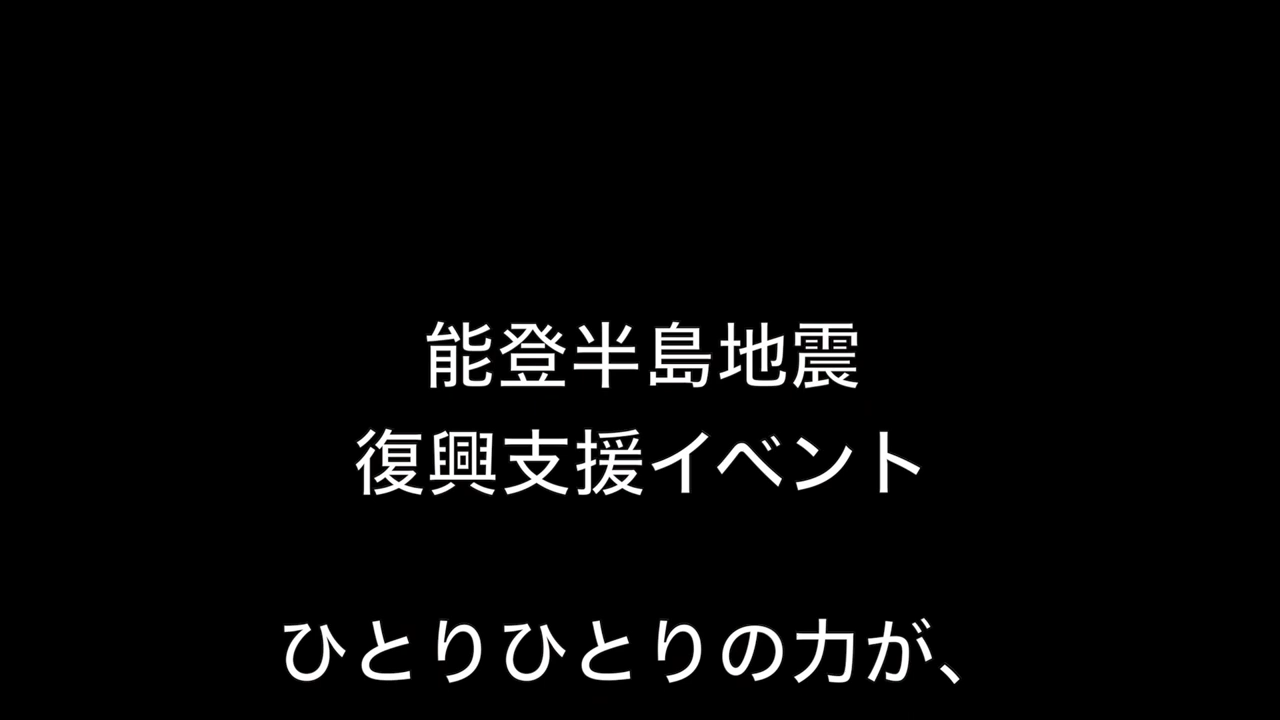 能登半島地震
復興支援イベント
ひとりひとりの力が、